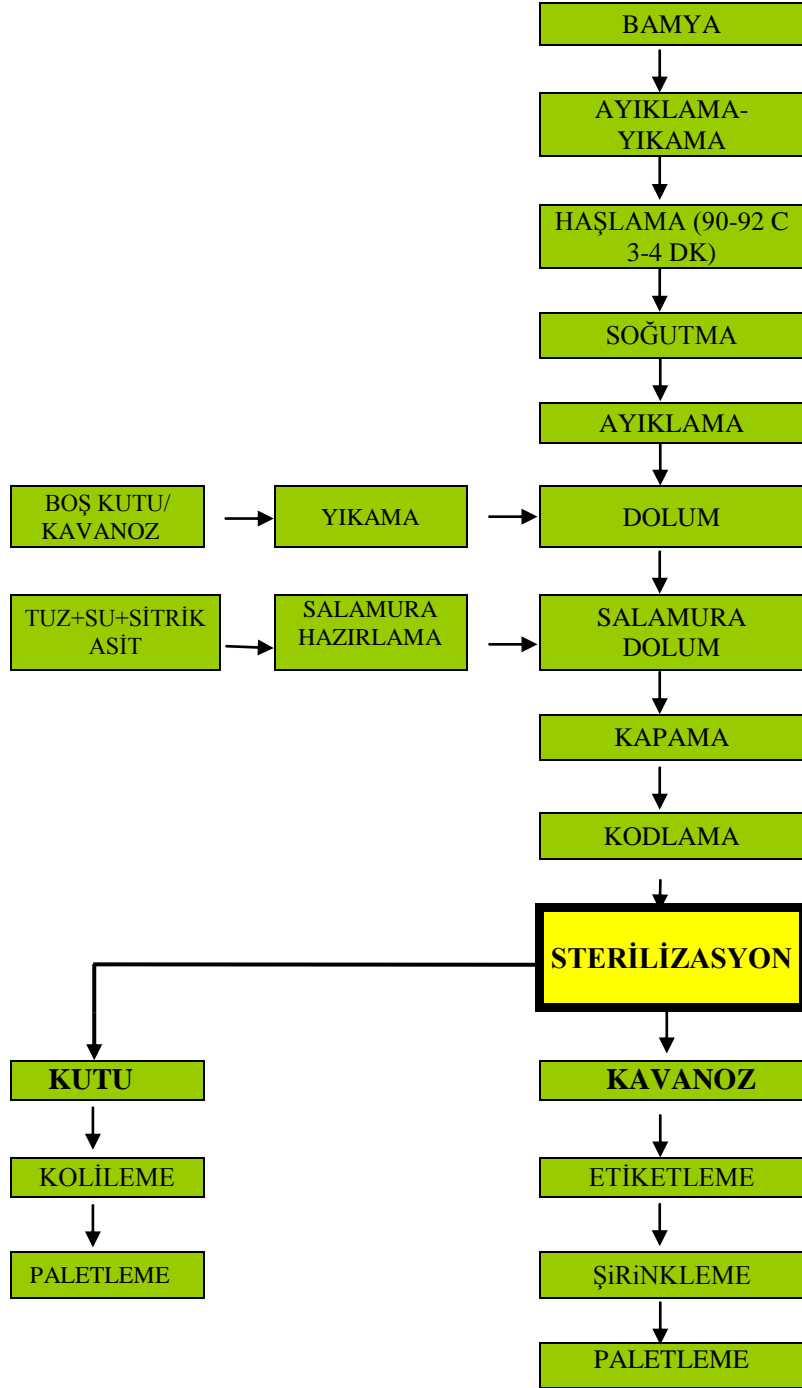 BAMYA
AYIKLAMA-
YIKAMA
HAŞLAMA (90-92 C
3-4 DK)
SOĞUTMA
AYIKLAMA
BOŞ KUTU/
KAVANOZ
YIKAMA
DOLUM
TUZ+SU+SİTRİK
ASİT
SALAMURA
HAZIRLAMA
SALAMURA
DOLUM
KAPAMA
KODLAMA
STERİLİZASYON
KUTU
KAVANOZ
KOLİLEME
ETİKETLEME
PALETLEME
ŞiRiNKLEME
PALETLEME